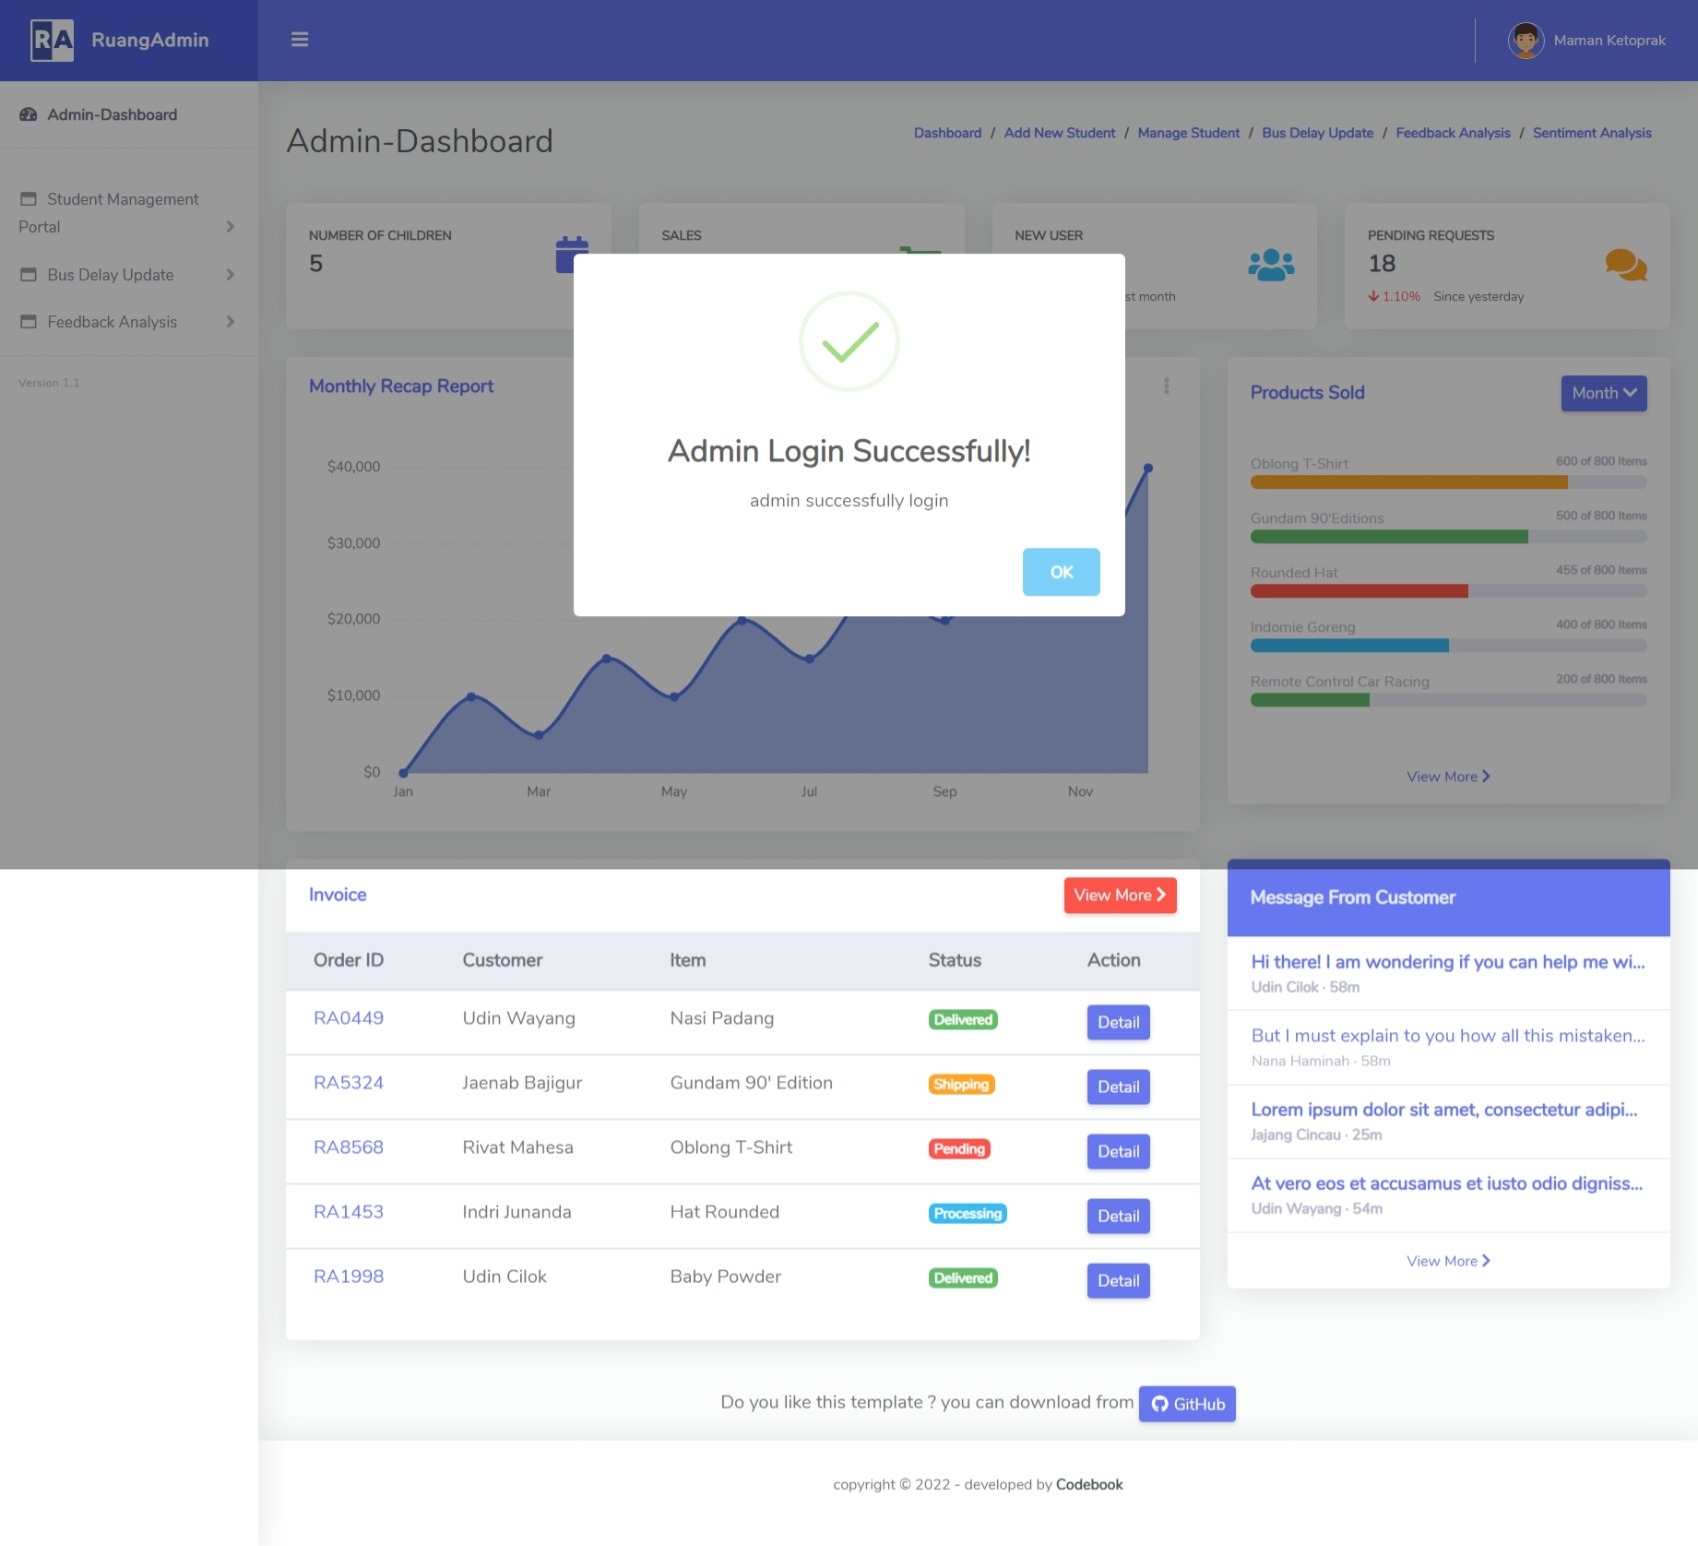 RA RuangAdmin
Maman Ketoprak
Admin-Dashboard
Student Management
Portal
Bus Delay Update
Feedback Analysis
Version 1.1
Admin-Dashboard
Dashboard / Add New Student / Manage Student / Bus Delay Update / Feedback Analysis / Sentiment Analysis
NUMBER OF CHILDREN
5
SALES
NEW USER
st month
PENDING REQUESTS
18
1.10% Since yesterday
Admin Login Successfully!
admin successfully login
OK
Monthly Recap Report
$40,000
$30,000
$20,000
$10,000
$0
Jan Mar May Jul Sep Nov
Products Sold
Month
Oblong T-Shirt 600 of 800 Items
Gundam 90'Editions 500 of 800 Items
Rounded Hat 455 of 800 Items
Indomie Goreng 400 of 800 Items
Remote Control Car Racing 200 of 800 Items
View More
Invoice
View More
Order ID Customer Item Status Action
RA0449 Udin Wayang Nasi Padang Delivered Detail
RA5324 Jaenab Bajigur Gundam 90' Edition Shipping Detail
RA8568 Rivat Mahesa Oblong T-Shirt Pending Detail
RA1453 Indri Junanda Hat Rounded Processing Detail
RA1998 Udin Cilok Baby Powder Delivered Detail
Message From Customer
Hi there! I am wondering if you can help me wi...
Udin Cilok · 58m
But I must explain to you how all this mistaken...
Nana Haminah · 58m
Lorem ipsum dolor sit amet, consectetur adipi...
Jajang Cincau · 25m
At vero eos et accusamus et iusto odio digniss...
Udin Wayang · 54m
View More
Do you like this template ? you can download from GitHub
copyright © 2022 - developed by Codebook